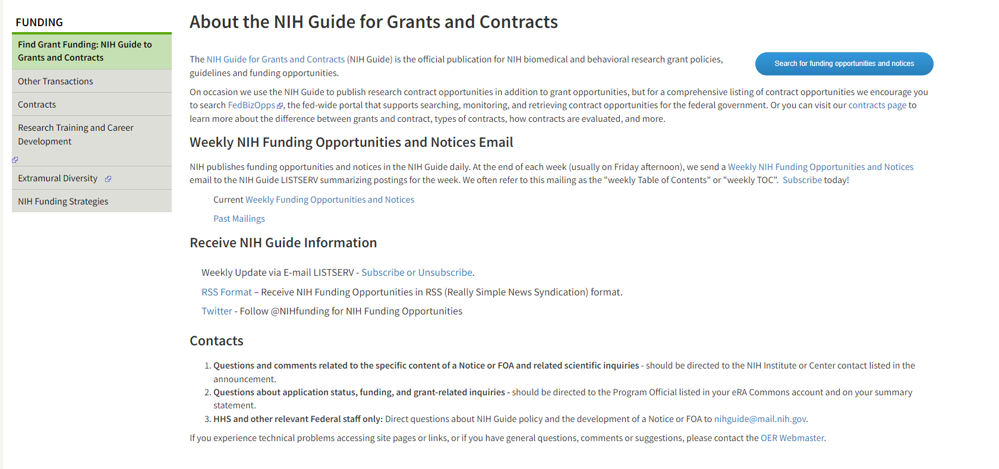 FUNDING
Find Grant Funding: NIH Guide to
Grants and Contracts
Other Transactions
Contracts
Research Training and Career
Development
Extramural Diversity
NIH Funding Strategies
About the NIH Guide for Grants and Contracts
The NIH Guide for Grants and Contracts (NIH Guide) is the official publication for NIH biomedical and behavioral research grant policies,
guidelines and funding opportunities.
Search for funding opportunities and notices
On occasion we use the NIH Guide to publish research contract opportunities in addition to grant opportunities, but for a comprehensive listing of contract opportunities we encourage you
to search FedBizOpps, the fed-wide portal that supports searching, monitoring, and retrieving contract opportunities for the federal government. Or you can visit our contracts page to
learn more about the difference between grants and contract, types of contracts, how contracts are evaluated, and more.
Weekly NIH Funding Opportunities and Notices Email
NIH publishes funding opportunities and notices in the NIH Guide daily. At the end of each week (usually on Friday afternoon), we send a Weekly NIH Funding Opportunities and Notices
email to the NIH Guide LISTSERV summarizing postings for the week. We often refer to this mailing as the "weekly Table of Contents" or "weekly TOC". Subscribe today!
Current Weekly Funding Opportunities and Notices
Past Mailings
Receive NIH Guide Information
Weekly Update via E-mail LISTSERV - Subscribe or Unsubscribe.
RSS Format – Receive NIH Funding Opportunities in RSS (Really Simple News Syndication) format.
Twitter - Follow @NIHfunding for NIH Funding Opportunities
Contacts
1. Questions and comments related to the specific content of a Notice or FOA and related scientific inquiries - should be directed to the NIH Institute or Center contact listed in the
announcement.
2. Questions about application status, funding, and grant-related inquiries - should be directed to the Program Official listed in your eRA Commons account and on your summary
statement.
3. HHS and other relevant Federal staff only: Direct questions about NIH Guide policy and the development of a Notice or FOA to nihguide@mail.nih.gov.
If you experience technical problems accessing site pages or links, or if you have general questions, comments or suggestions, please contact the OER Webmaster.